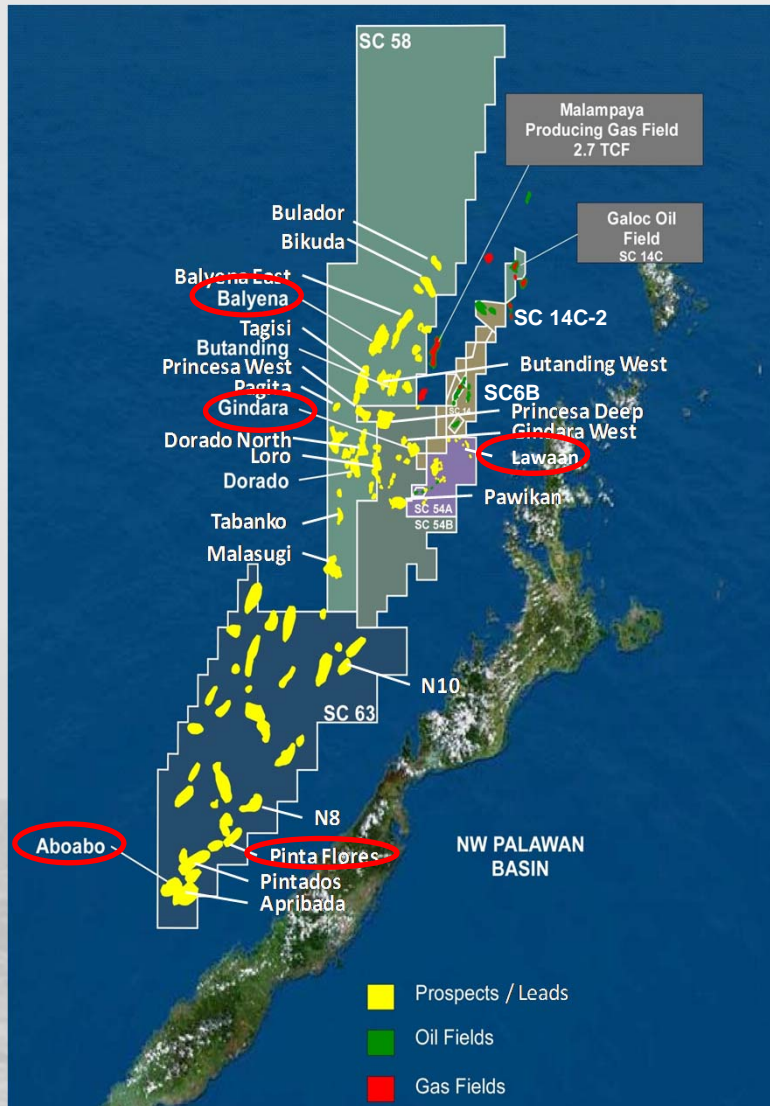 SC 58
Malampaya
Producing Gas Field
2.7 TCF
Galoc Oil
Field
SC 14C
Bulador
Bikuda
Balyena East
Balyena
Tagisi
Butanding
Princesa West
Pagita
Gindara
Dorado North
Loro
Dorado
Tabanko
Malasugi
SC 14C-2
Butanding West
SC6B
SC 14
Princesa Deep
Gindara West
Lawaan
Pawikan
SC 54A
SC 54B
N10
SC 63
N8
Aboabo
Pinta Flores
Pintados
Apribada
NW PALAWAN
BASIN
Prospects / Leads
Oil Fields
Gas Fields